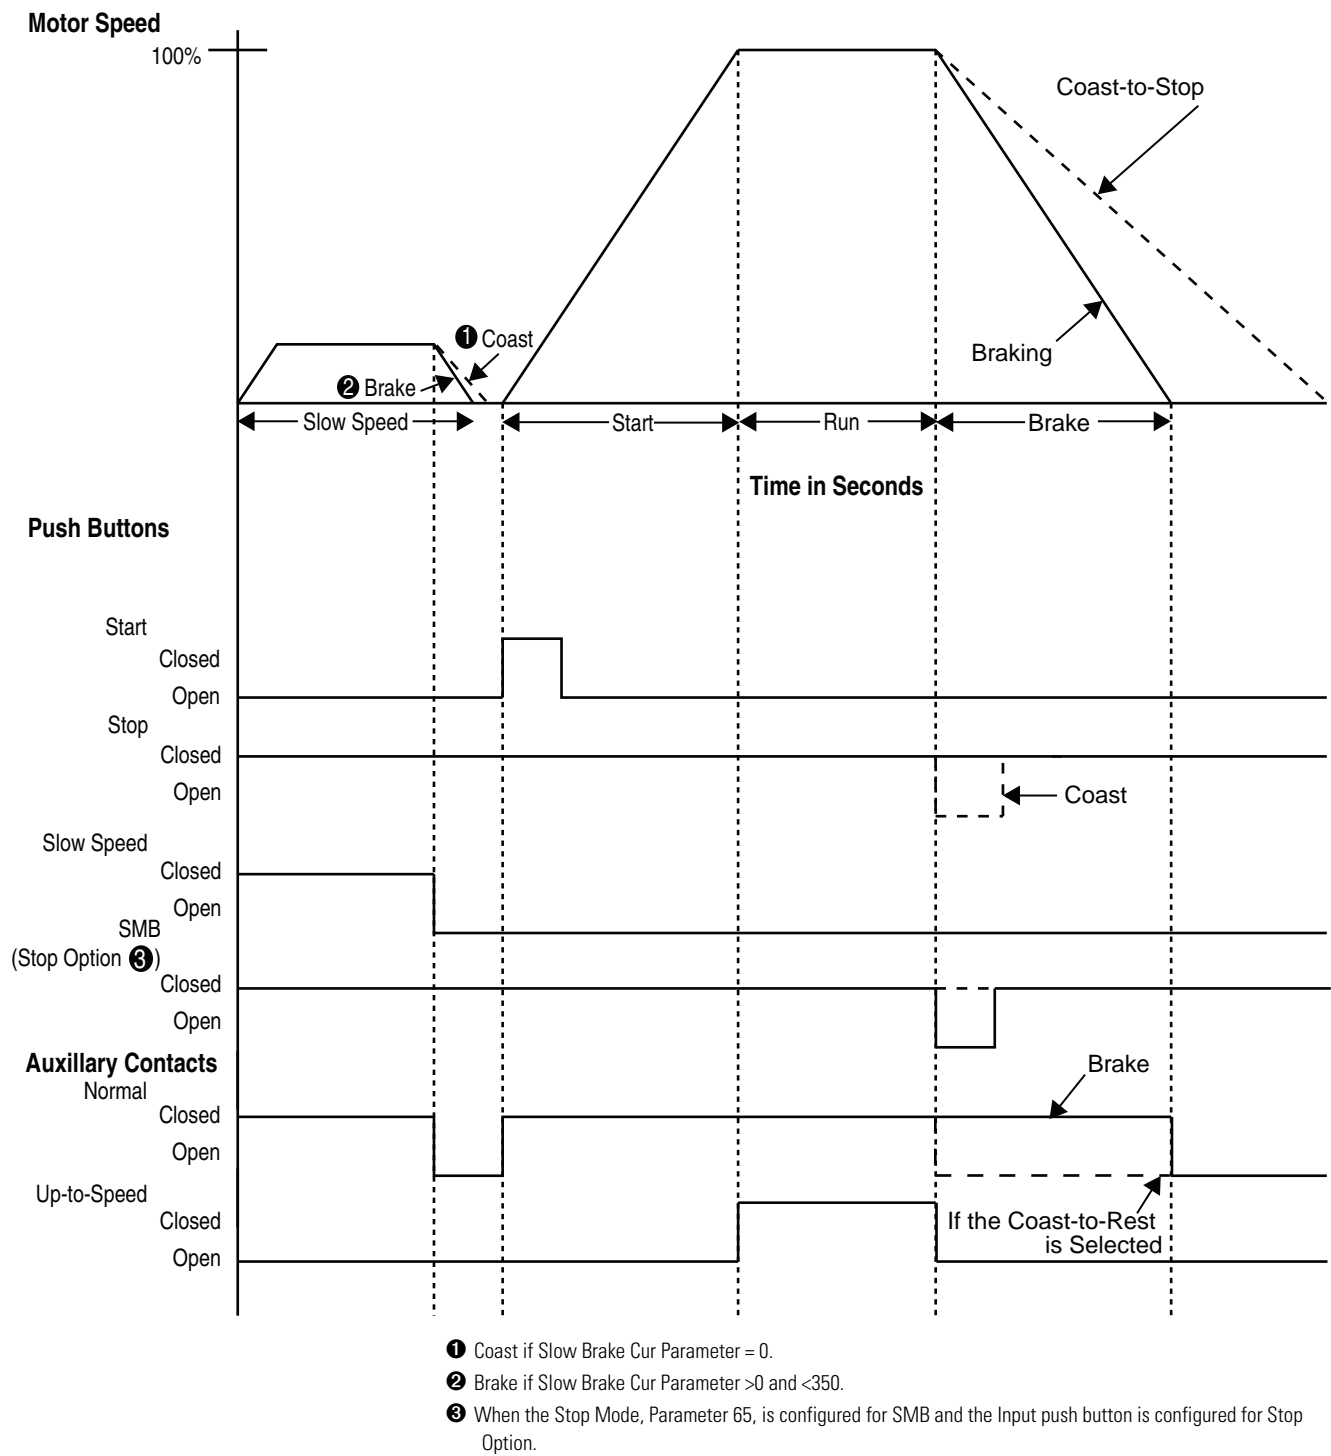 Motor Speed
100%
Coast-to-Stop
❶ Coast
Braking
❷ Brake
Slow Speed
Start
Run
Brake
Time in Seconds
Push Buttons
Start
Closed
Open
Stop
Closed
Open
Coast
Slow Speed
Closed
Open
SMB
(Stop Option ❸)
Closed
Open
Auxillary Contacts
Brake
Normal
Closed
Open
Up-to-Speed
Closed
If the Coast-to-Rest
is Selected
Open
❶ Coast if Slow Brake Cur Parameter = 0.
❷ Brake if Slow Brake Cur Parameter >0 and <350.
❸ When the Stop Mode, Parameter 65, is configured for SMB and the Input push button is configured for Stop
Option.